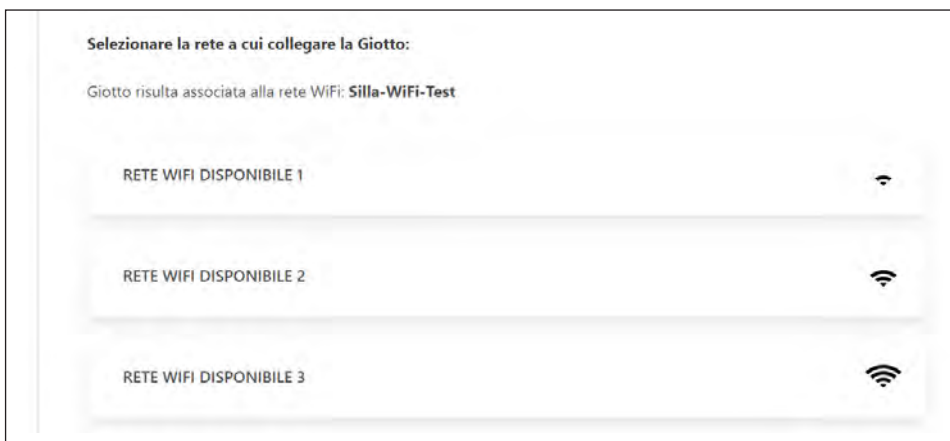 Selezionare la rete a cui collegare la Giotto:
Giotto risulta associata alla rete WiFi: Silla-WiFi-Test
RETE WIFI DISPONIBILE 1
RETE WIFI DISPONIBILE 2
RETE WIFI DISPONIBILE 3